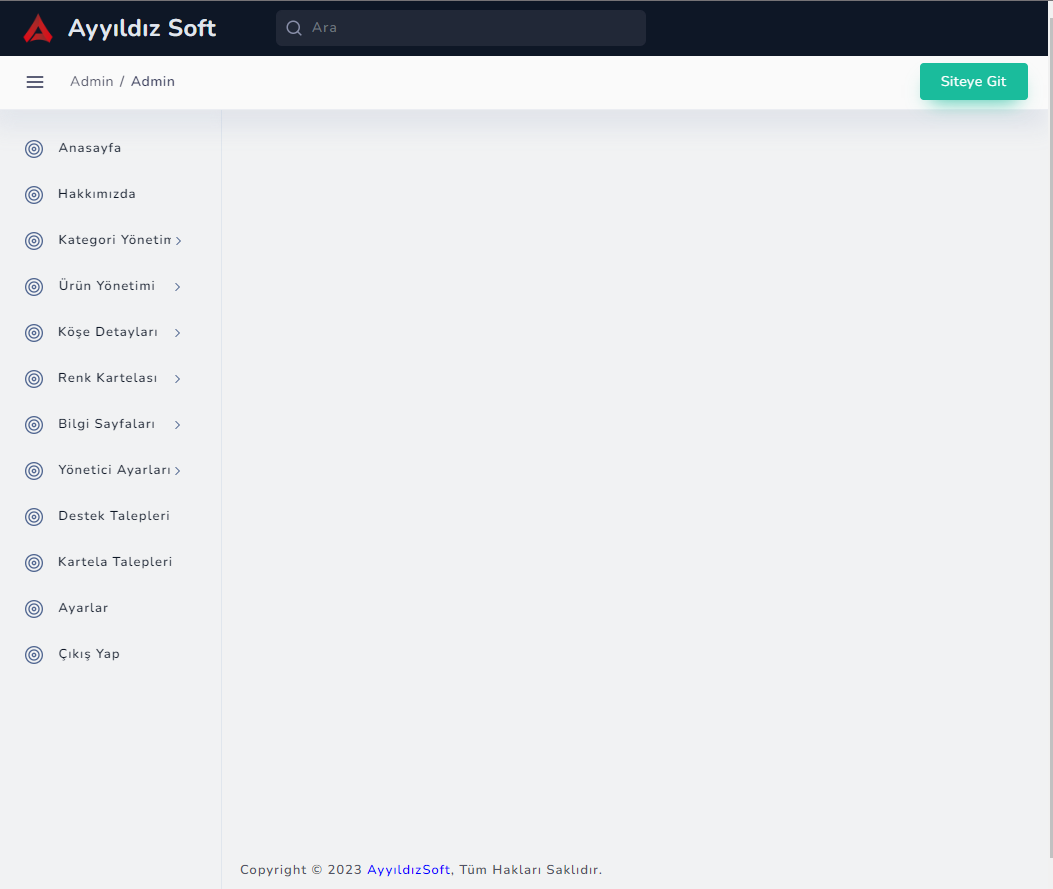 Ayyıldız Soft
Ara
Admin / Admin
Siteye Git
Anasayfa
Hakkımızda
Kategori Yönetim
Ürün Yönetimi
Köşe Detayları
Renk Kartelası
Bilgi Sayfaları
Yönetici Ayarları
Destek Talepleri
Kartela Talepleri
Ayarlar
Çıkış Yap
Copyright © 2023 AyyıldızSoft, Tüm Hakları Saklıdır.